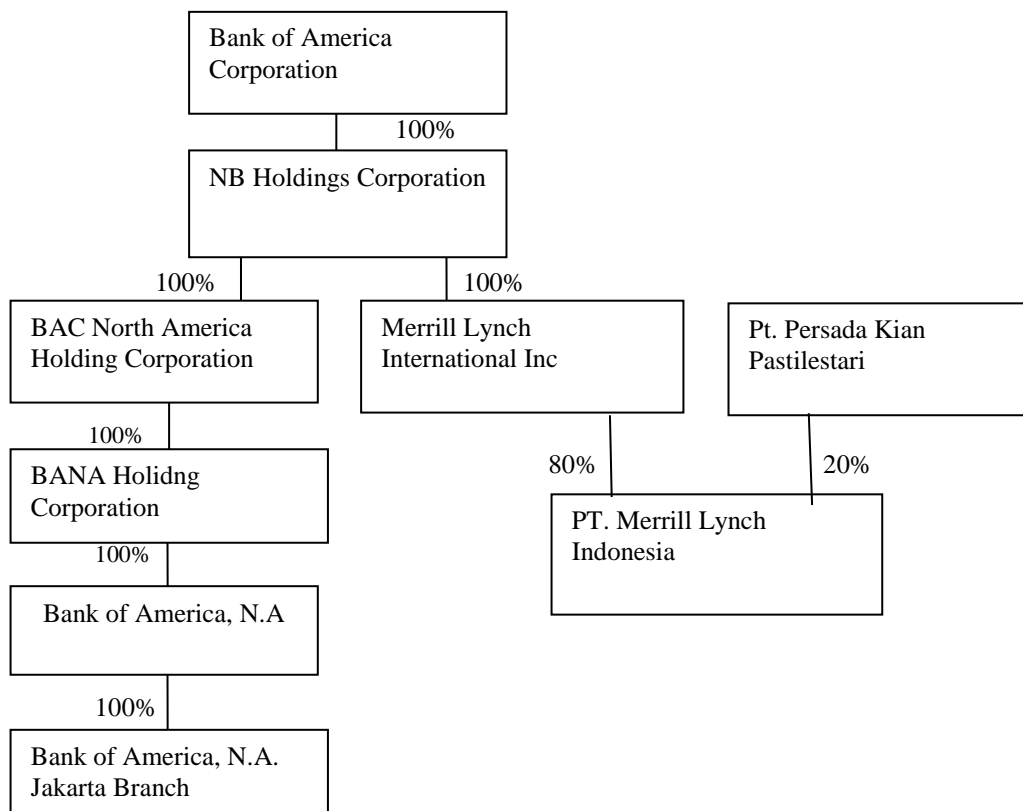 Bank of America
Corporation
100%
NB Holdings Corporation
100%
100%
BAC North America
Holding Corporation
Merrill Lynch
International Inc
Pt. Persada Kian
Pastilestari
100%
BANA Holidng
Corporation
80%
20%
PT. Merrill Lynch
Indonesia
100%
Bank of America, N.A
100%
Bank of America, N.A.
Jakarta Branch